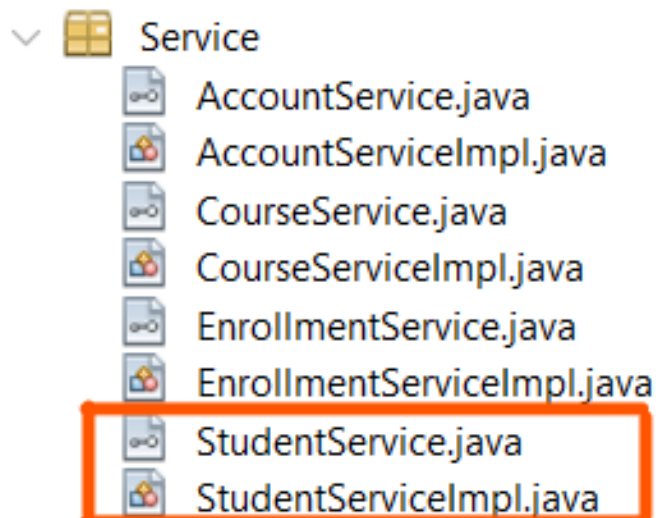 Service
AccountService.java
AccountServiceImpl.java
CourseService.java
CourseServiceImpl.java
EnrollmentService.java
EnrollmentServiceImpl.java
StudentService.java
StudentServiceImpl.java